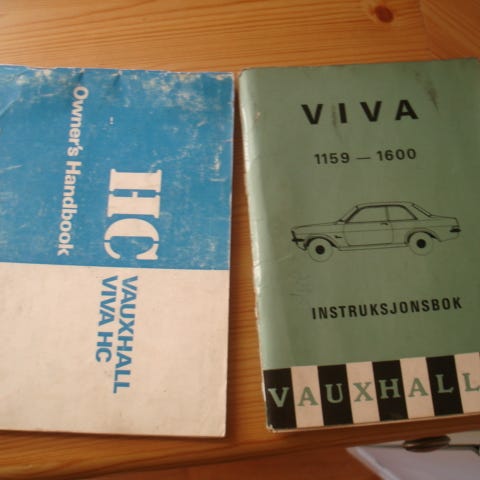 Owner's Handbook
HC
VAUXHALL
VIVA HC
VIVA
1159 — 1600
INSTRUKSJONSBOK
VAUXHALL